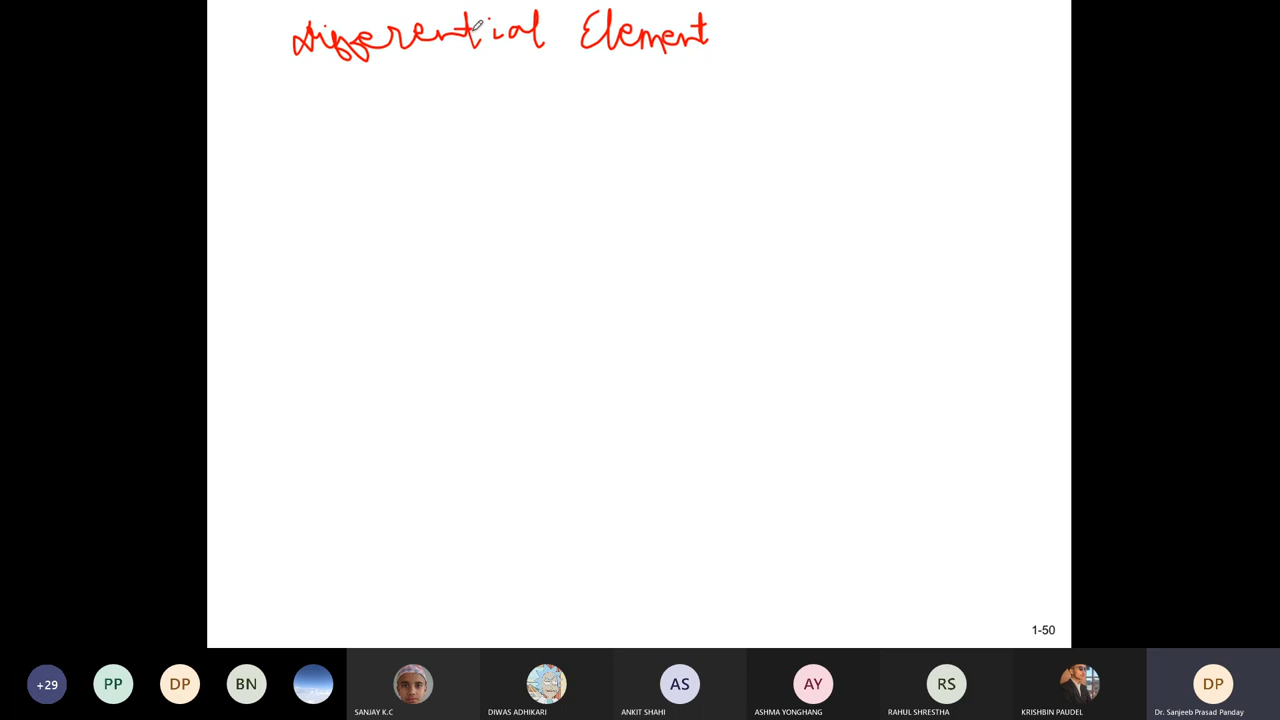 Differential Element
1-50
+29
PP
DP
BN
AS
AY
RS
DP
SANJAY K.C
DIWAS ADHIKARI
ANKIT SHAHI
ASHMA YONGHANG
RAHUL SHRESTHA
KRISHBIN PAUDEL
Dr. Sanjeeb Prasad Panday